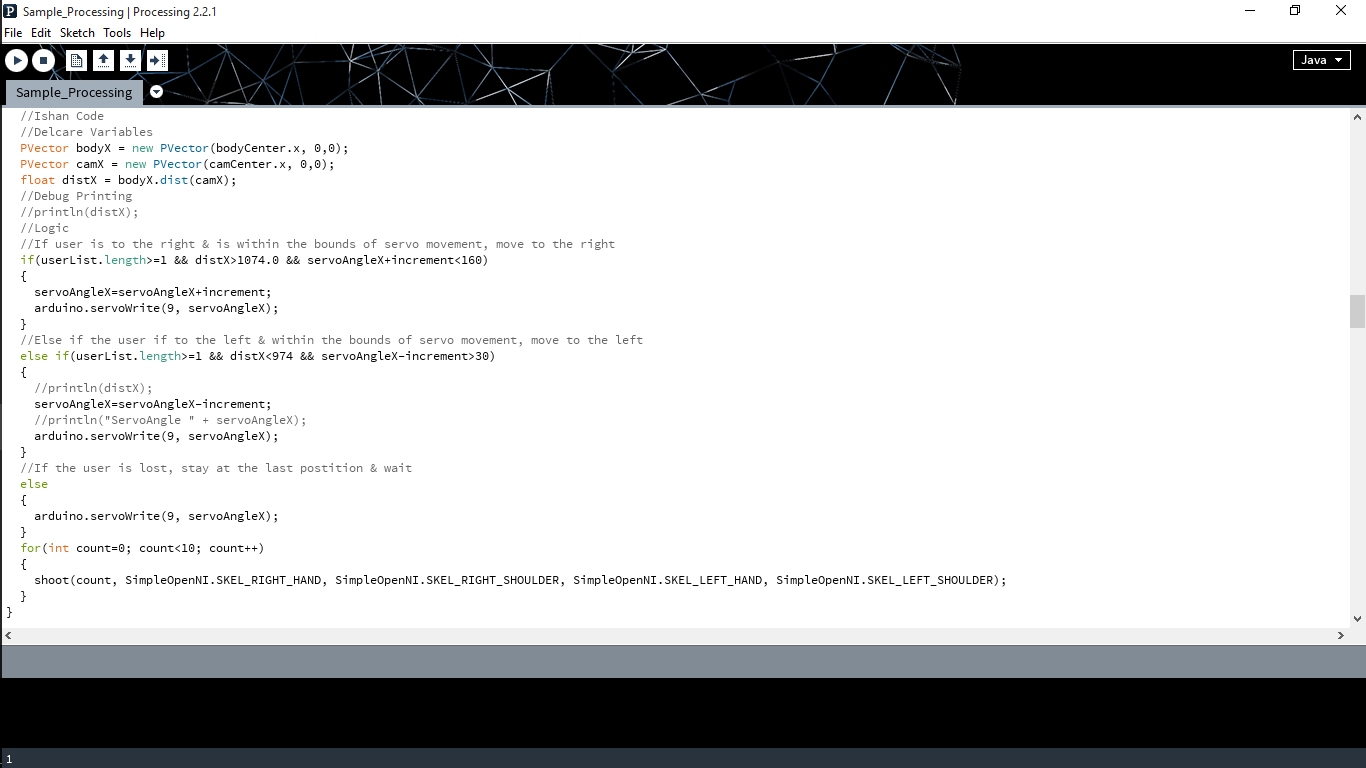 Sample_Processing | Processing 2.2.1
File Edit Sketch Tools Help
Java
Sample_Processing
//Ishan Code
//Delcare Variables
PVector bodyX = new PVector(bodyCenter.x, 0,0);
PVector camX = new PVector(camCenter.x, 0,0);
float distX = bodyX.dist(camX);
//Debug Printing
//println(distX);
//Logic
//If user is to the right & is within the bounds of servo movement, move to the right
if(userList.length>=1 && distX>1074.0 && servoAngleX+increment<160)
{
servoAngleX=servoAngleX+increment;
arduino.servoWrite(9, servoAngleX);
}
//Else if the user if to the left & within the bounds of servo movement, move to the left
else if(userList.length>=1 && distX<974 && servoAngleX-increment>30)
{
//println(distX);
servoAngleX=servoAngleX-increment;
//println("ServoAngle " + servoAngleX);
arduino.servoWrite(9, servoAngleX);
}
//If the user is lost, stay at the last postition & wait
else
{
arduino.servoWrite(9, servoAngleX);
}
for(int count=0; count<10; count++)
{
shoot(count, SimpleOpenNI.SKEL_RIGHT_HAND, SimpleOpenNI.SKEL_RIGHT_SHOULDER, SimpleOpenNI.SKEL_LEFT_HAND, SimpleOpenNI.SKEL_LEFT_SHOULDER);
}
}
1